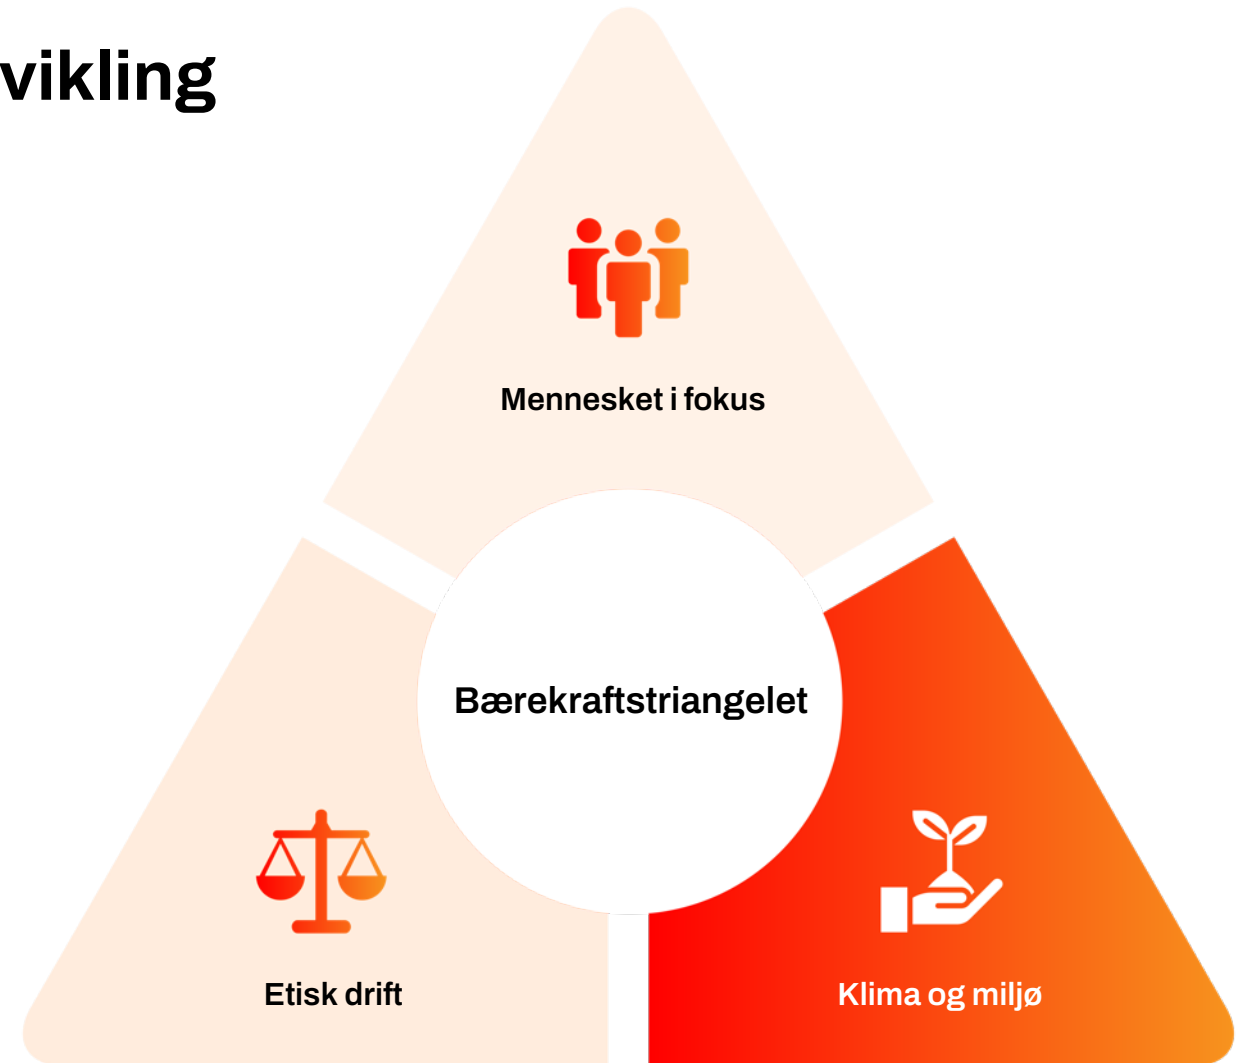 vikling
Mennesket i fokus
Bærekraftstriangelet
Etisk drift
Klima og miljø